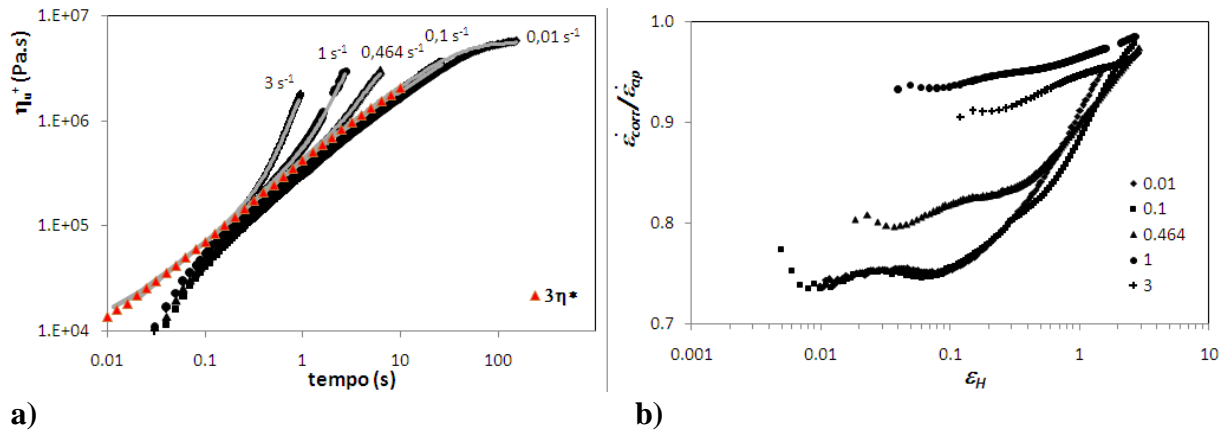 1.E+07
1.E+06
1.E+05
1.E+04
ηu+ (Pa.s)
3 s-1
1 s-1
0,464 s-1
0,1 s-1
0,01 s-1
3η*
0.01 0.1 1 10 100
tempo (s)
a)
1.0
0.9
0.8
0.7
ε̇corr/ε̇ap
0.01
0.1
0.464
1
3
0.001 0.01 0.1 1 10
εH
b)